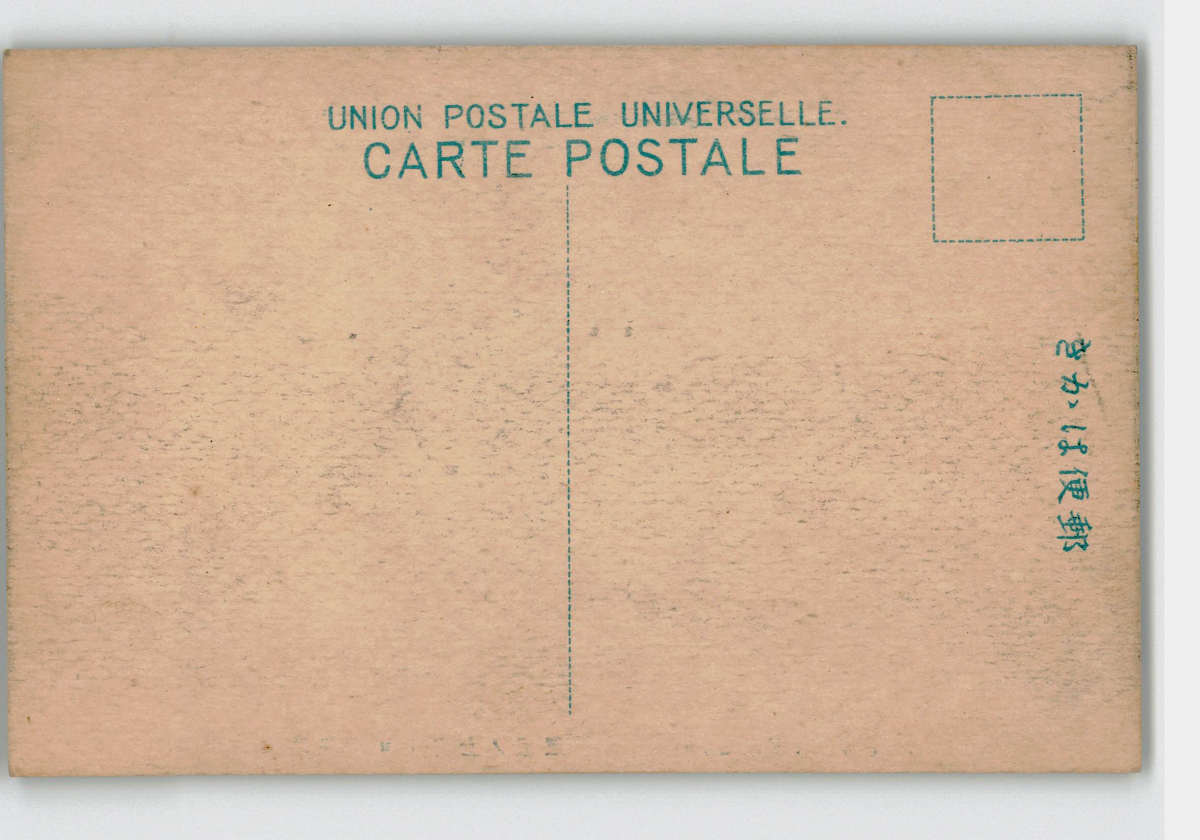 UNION POSTALE UNIVERSELLE.
CARTE POSTALE
郵便はがき